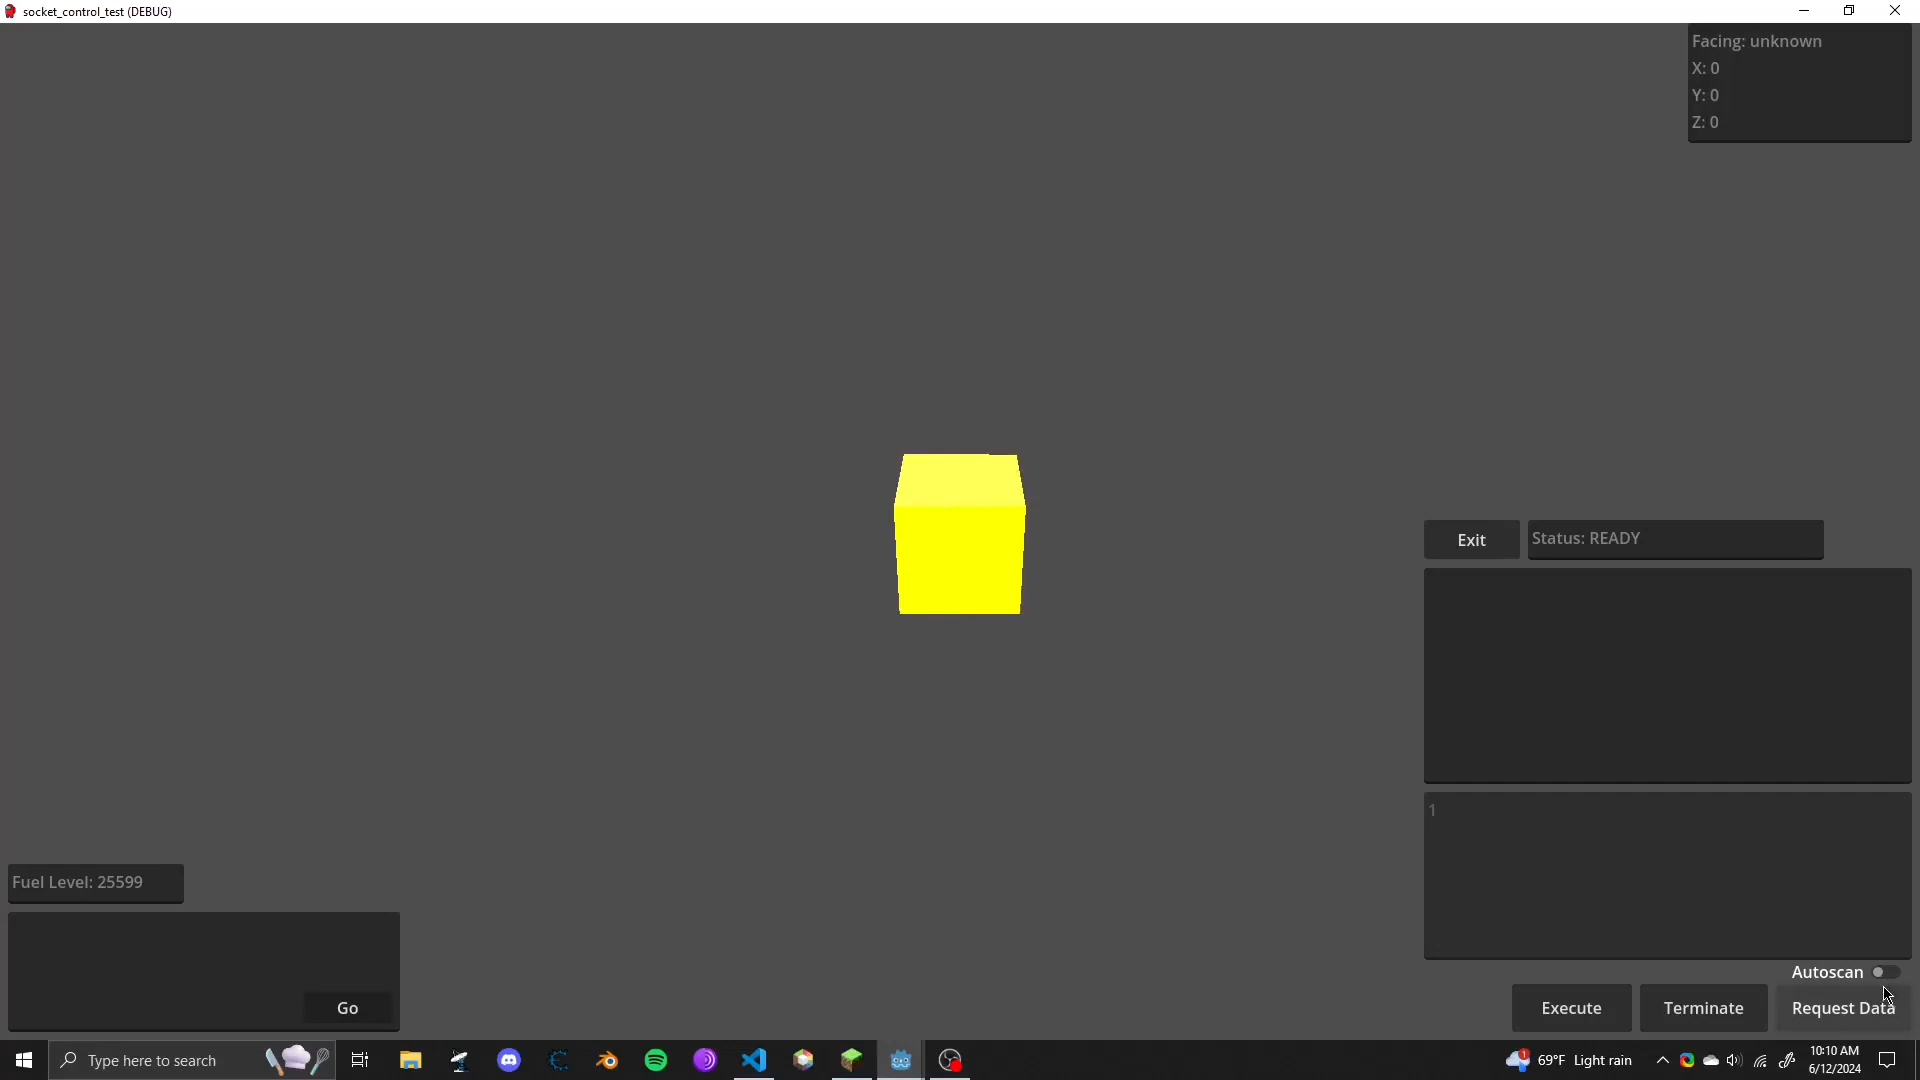 socket_control_test (DEBUG)
Facing: unknown
X: 0
Y: 0
Z: 0
Exit
Status: READY
1
Fuel Level: 25599
Go
Autoscan
Execute
Terminate
Request Data
Type here to search
1
69°F Light rain
10:10 AM
6/12/2024